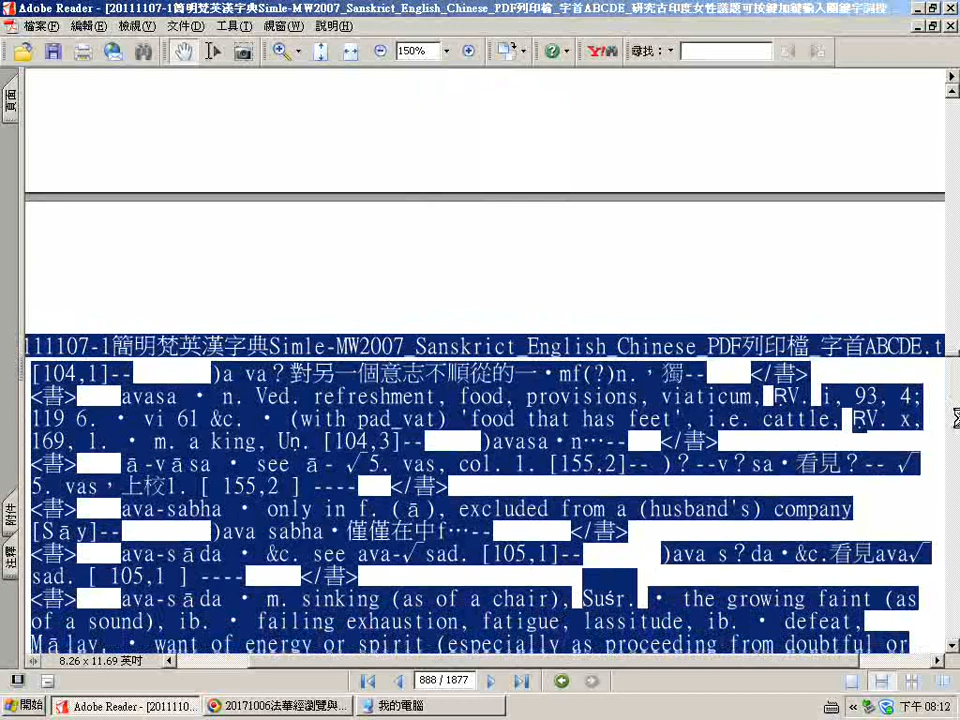 Adobe Reader - [20111107-1簡明梵英漢字典Simle-MW2007_Sanskrict_English_Chinese_PDF列印檔_字首ABCDE_研究古印度女性議題可按鍵加鍵輸入關鍵字詞搜
檔案(F) 編輯(E) 檢視(V) 文件(D) 工具(T) 視窗(W) 說明(H)
150% Y! 尋找:
頁面
111107-1簡明梵英漢字典Simle-MW2007_Sanskrict_English_Chinese_PDF列印檔_字首ABCDE.t
[104,1]-- )a va?對另一個意志不順從的一‧mf(?)n.,獨-- </書>
<書> avasa ‧ n. Ved. refreshment, food, provisions, viaticum, RV. i, 93, 4;
119 6. ‧ vi 61 &c. ‧ (with pad_vat) 'food that has feet', i.e. cattle, RV. x,
169, 1. ‧ m. a king, Un. [104,3]-- )avasa‧n…-- </書>
<書> ā-vāsa ‧ see ā- √5. vas, col. 1. [155,2]-- )?--v?sa‧看見?-- √
5. vas,上校1. [ 155,2 ] ---- </書>
<書> ava-sabha ‧ only in f. (ā), excluded from a (husband's) company
[Sāy]-- )ava sabha‧僅僅在中f…-- </書>
<書> ava-sāda ‧ &c. see ava-√sad. [105,1]-- )ava s?da‧&c.看見ava√
sad. [ 105,1 ] ---- </書>
<書> ava-sāda ‧ m. sinking (as of a chair), Suśr. ‧ the growing faint (as
of a sound), ib. ‧ failing exhaustion, fatigue, lassitude, ib. ‧ defeat,
Mālav. ‧ want of energy or spirit (especially as proceeding from doubtful or
附件
注釋
8.26 x 11.69 英吋
888 / 1877
開始 Adobe Reader - [2011110... 20171006法華經瀏覽與... 我的電腦 下午 08:12